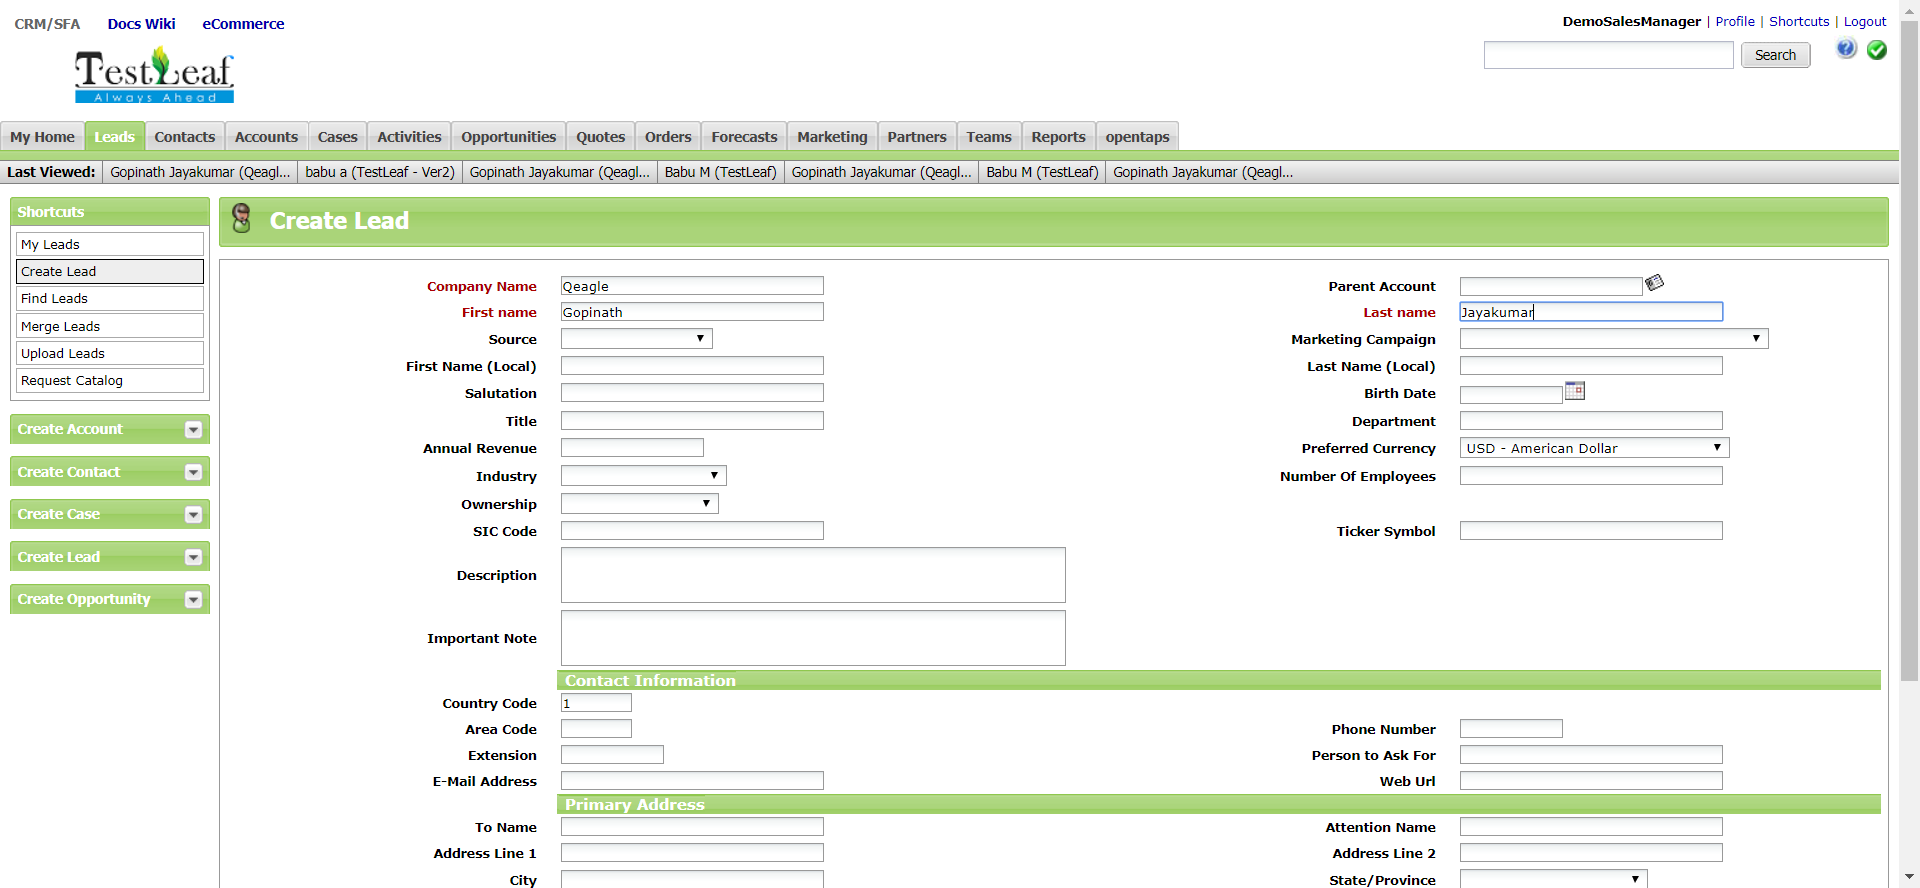 CRM/SFA Docs Wiki eCommerce
DemoSalesManager | Profile | Shortcuts | Logout
TestLeaf
Always Ahead
Search
My Home Leads Contacts Accounts Cases Activities Opportunities Quotes Orders Forecasts Marketing Partners Teams Reports opentaps
Last Viewed: Gopinath Jayakumar (Qeagl... babu a (TestLeaf - Ver2) Gopinath Jayakumar (Qeagl... Babu M (TestLeaf) Gopinath Jayakumar (Qeagl... Babu M (TestLeaf) Gopinath Jayakumar (Qeagl...
Shortcuts
My Leads
Create Lead
Find Leads
Merge Leads
Upload Leads
Request Catalog
Create Account
Create Contact
Create Case
Create Lead
Create Opportunity
Create Lead
Company Name Qeagle Parent Account
First name Gopinath Last name Jayakumar
Source Marketing Campaign
First Name (Local) Last Name (Local)
Salutation Birth Date
Title Department
Annual Revenue Preferred Currency USD - American Dollar
Industry Number Of Employees
Ownership
SIC Code Ticker Symbol
Description
Important Note
Contact Information
Country Code 1
Area Code Phone Number
Extension Person to Ask For
E-Mail Address Web Url
Primary Address
To Name Attention Name
Address Line 1 Address Line 2
City State/Province